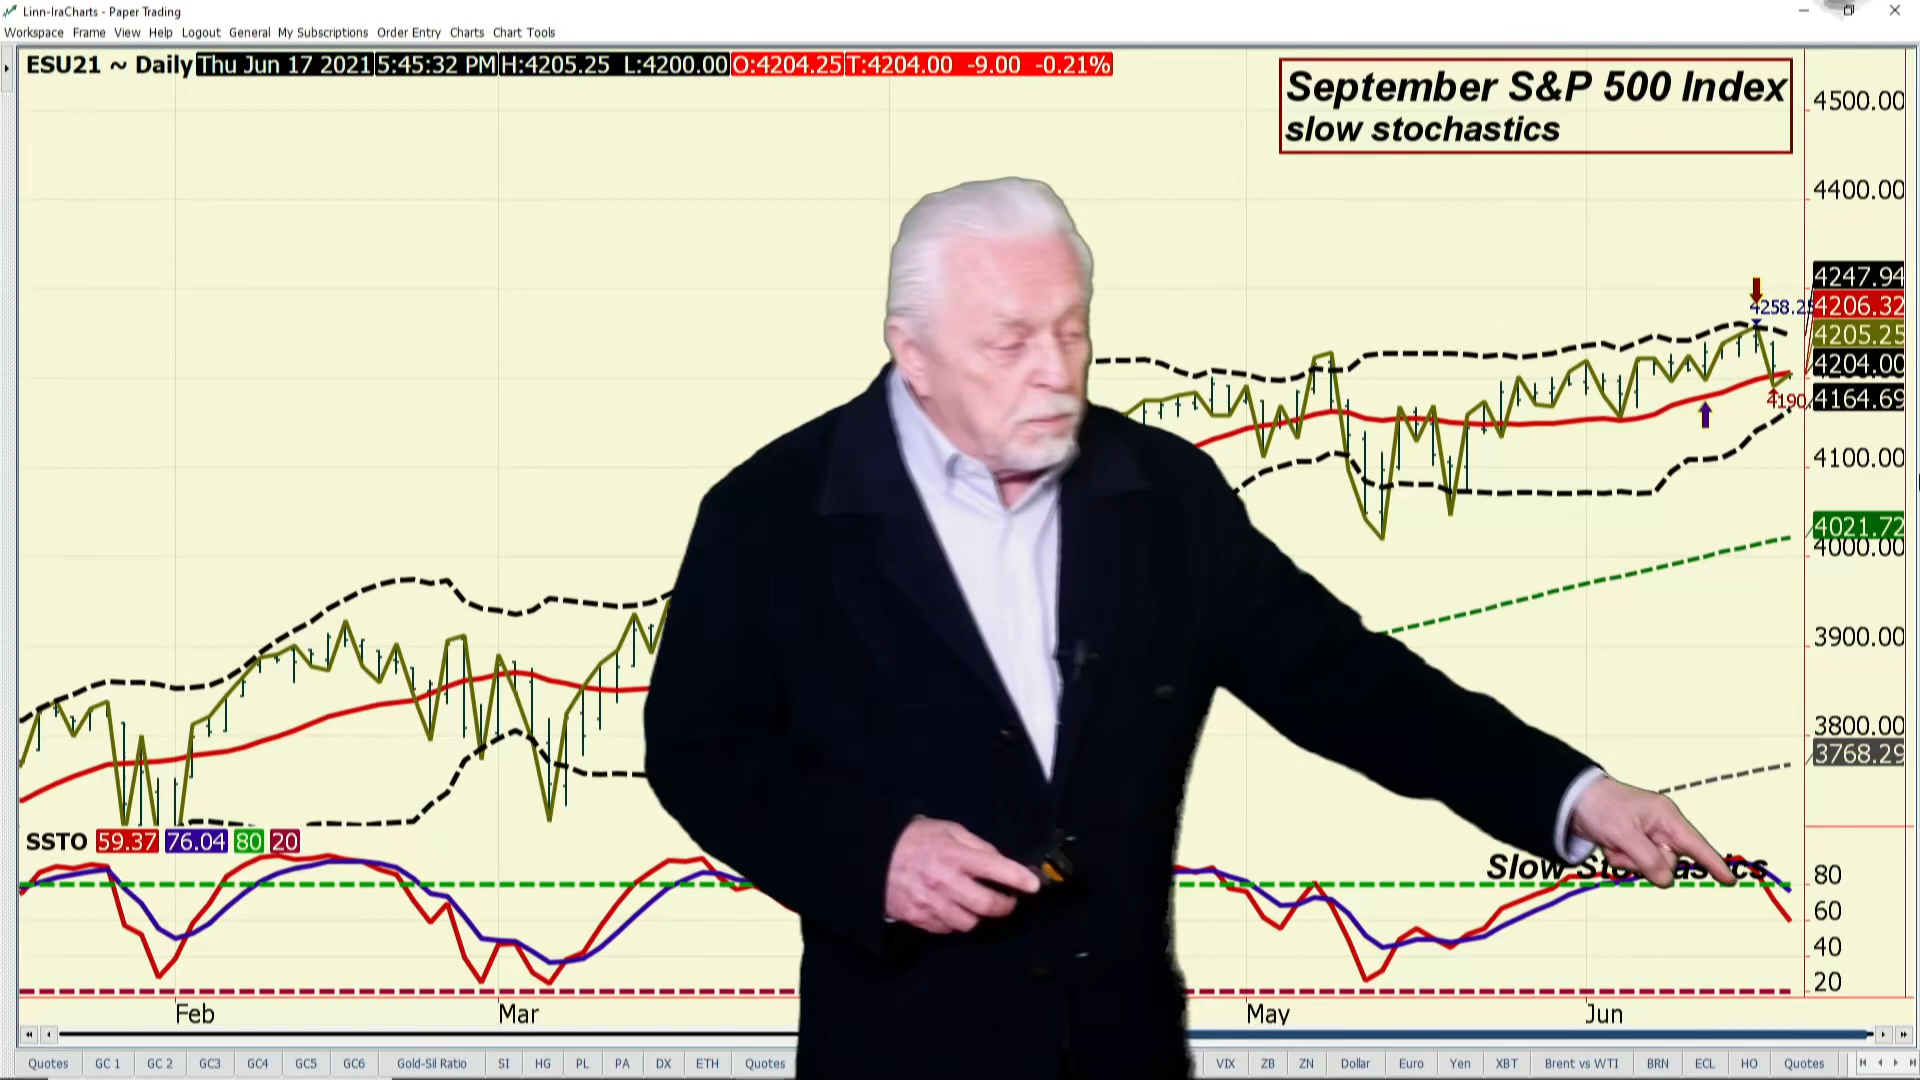 Linn-IraCharts - Paper Trading
Workspace Frame View Help Logout General My Subscriptions Order Entry Charts Chart Tools
ESU21 ~ Daily Thu Jun 17 2021 5:45:32 PM H:4205.25 L:4200.00 O:4204.25 T:4204.00 -9.00 -0.21%
September S&P 500 Index
slow stochastics
4500.00
4400.00
4247.94
4258.25
4206.32
4205.25
4204.00
4190
4164.69
4100.00
4021.72
4000.00
3900.00
3800.00
3768.29
SSTO 59.37 76.04 80 20
Slow Stochastics
80
60
40
20
Feb Mar May Jun
Quotes GC 1 GC 2 GC3 GC4 GC5 GC6 Gold-Sil Ratio SI HG PL PA DX ETH Quotes VIX ZB ZN Dollar Euro Yen XBT Brent vs WTI BRN ECL HO Quotes